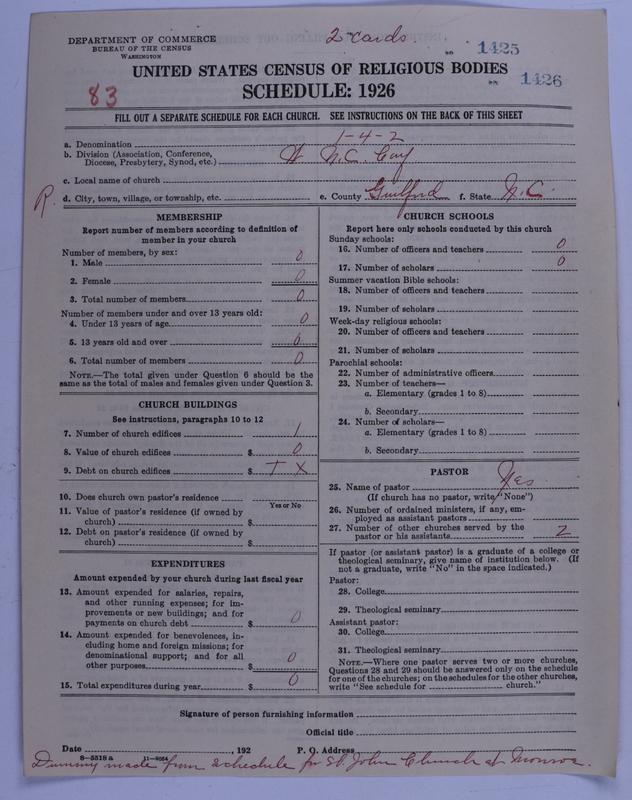 DEPARTMENT OF COMMERCE
BUREAU OF THE CENSUS
WASHINGTON
2 cards.
1425
1426
UNITED STATES CENSUS OF RELIGIOUS BODIES
83
SCHEDULE: 1926
FILL OUT A SEPARATE SCHEDULE FOR EACH CHURCH. SEE INSTRUCTIONS ON THE BACK OF THIS SHEET
a. Denomination 1-4-2
b. Division (Association, Conference, Diocese, Presbytery, Synod, etc.) W N.C. Conf
c. Local name of church
R.
d. City, town, village, or township, etc. e. County Guilford f. State N.C.
MEMBERSHIP
Report number of members according to definition of member in your church
Number of members, by sex:
1. Male 0
2. Female 0
3. Total number of members 0
Number of members under and over 13 years old:
4. Under 13 years of age 0
5. 13 years old and over 0
6. Total number of members 0
NOTE.—The total given under Question 6 should be the same as the total of males and females given under Question 3.
CHURCH BUILDINGS
See instructions, paragraphs 10 to 12
7. Number of church edifices 1
8. Value of church edifices $ 0
9. Debt on church edifices $ T X
10. Does church own pastor's residence
Yes or No
11. Value of pastor's residence (if owned by church) $
12. Debt on pastor's residence (if owned by church) $
EXPENDITURES
Amount expended by your church during last fiscal year
13. Amount expended for salaries, repairs, and other running expenses; for improvements or new buildings; and for payments on church debt $ 0
14. Amount expended for benevolences, including home and foreign missions; for denominational support; and for all other purposes $ 0
15. Total expenditures during year $ 0
CHURCH SCHOOLS
Report here only schools conducted by this church
Sunday schools:
16. Number of officers and teachers 0
17. Number of scholars 0
Summer vacation Bible schools:
18. Number of officers and teachers
19. Number of scholars
Week-day religious schools:
20. Number of officers and teachers
21. Number of scholars
Parochial schools:
22. Number of administrative officers
23. Number of teachers—
a. Elementary (grades 1 to 8)
b. Secondary
24. Number of scholars—
a. Elementary (grades 1 to 8)
b. Secondary
PASTOR
25. Name of pastor Yes
(If church has no pastor, write "None")
26. Number of ordained ministers, if any, employed as assistant pastors
27. Number of other churches served by the pastor or his assistants 2
If pastor (or assistant pastor) is a graduate of a college or theological seminary, give name of institution below. (If not a graduate, write "No" in the space indicated.)
Pastor:
28. College
29. Theological seminary
Assistant pastor:
30. College
31. Theological seminary
NOTE.—Where one pastor serves two or more churches, Questions 28 and 29 should be answered only on the schedule for one of the churches; on the schedules for the other churches, write "See schedule for church."
Signature of person furnishing information
Official title
Date , 192 P. O. Address
8-5518 a 11-9064
Dummy made from schedule for St. John Church at Monroe.